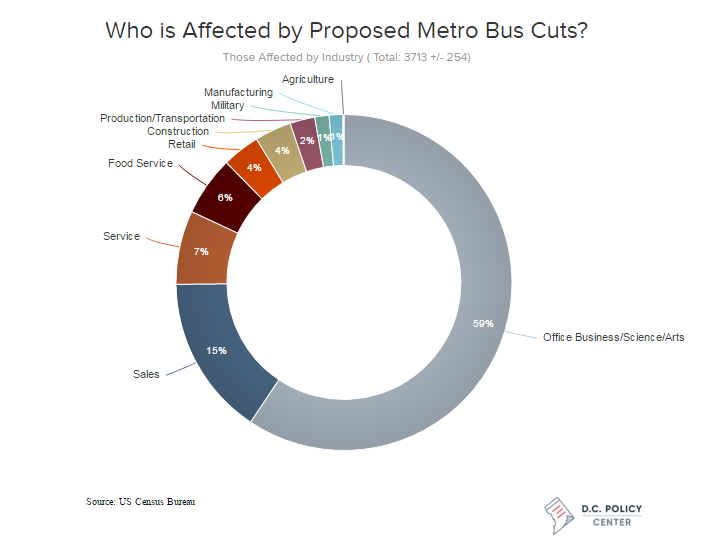 Who is Affected by Proposed Metro Bus Cuts?
Those Affected by Industry ( Total: 3713 +/- 254)
Agriculture
Manufacturing
Military
Production/Transportation
Construction
Retail
Food Service
Service
Sales
Office Business/Science/Arts
1%
1%
2%
4%
4%
6%
7%
15%
59%
Source: US Census Bureau
D.C. POLICY
CENTER